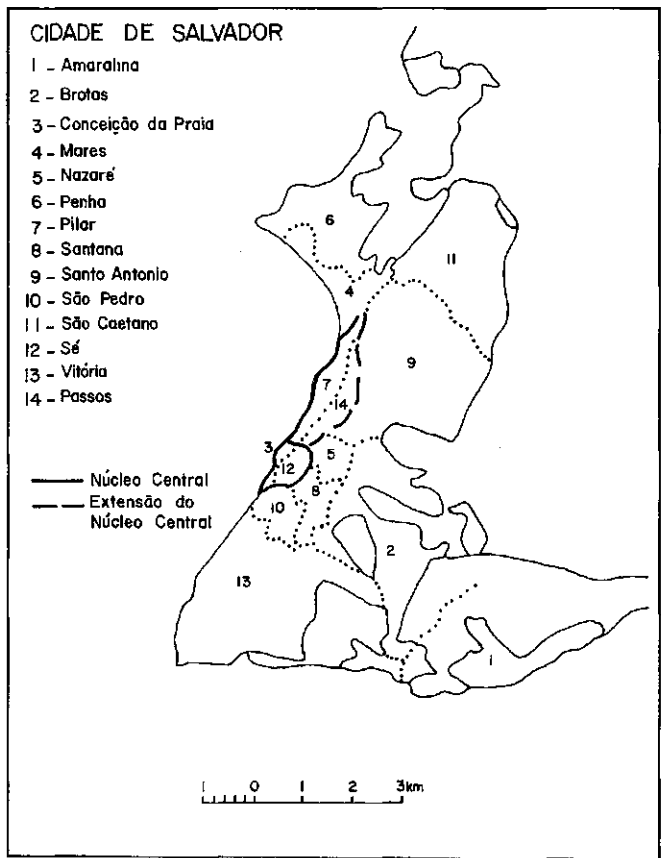 CIDADE DE SALVADOR
1 - Amaralina
2 - Brotas
3 - Conceição da Praia
4 - Mares
5 - Nazaré
6 - Penha
7 - Pilar
8 - Santana
9 - Santo Antonio
10 - São Pedro
11 - São Caetano
12 - Sé
13 - Vitória
14 - Passos
Núcleo Central
Extensão do
Núcleo Central
6
11
4
9
7
14
3
5
12
8
10
2
13
1
1 0 1 2 3km